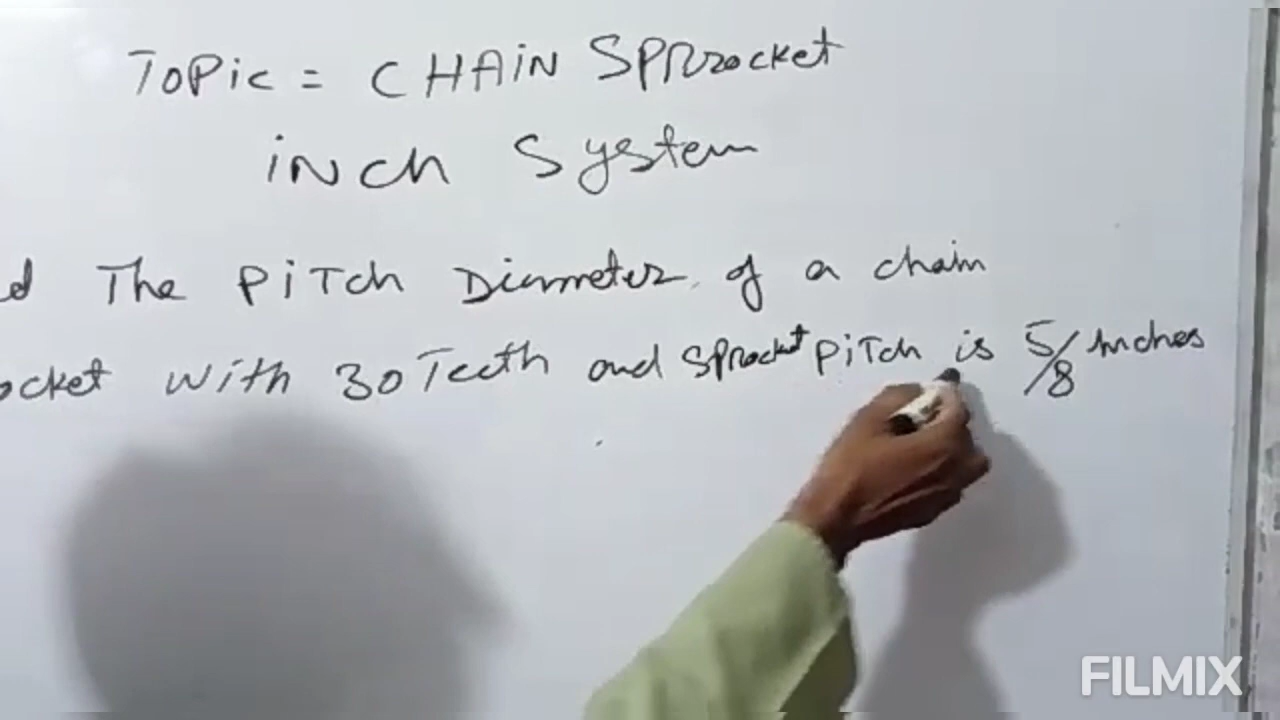 TOPiC = CHAiN SPRrocket
iNch System
d The PiTch Diameter of a chain
ocket with 30 Teeth and Sprocket PiTch is 5/8 Inches
FILMIX